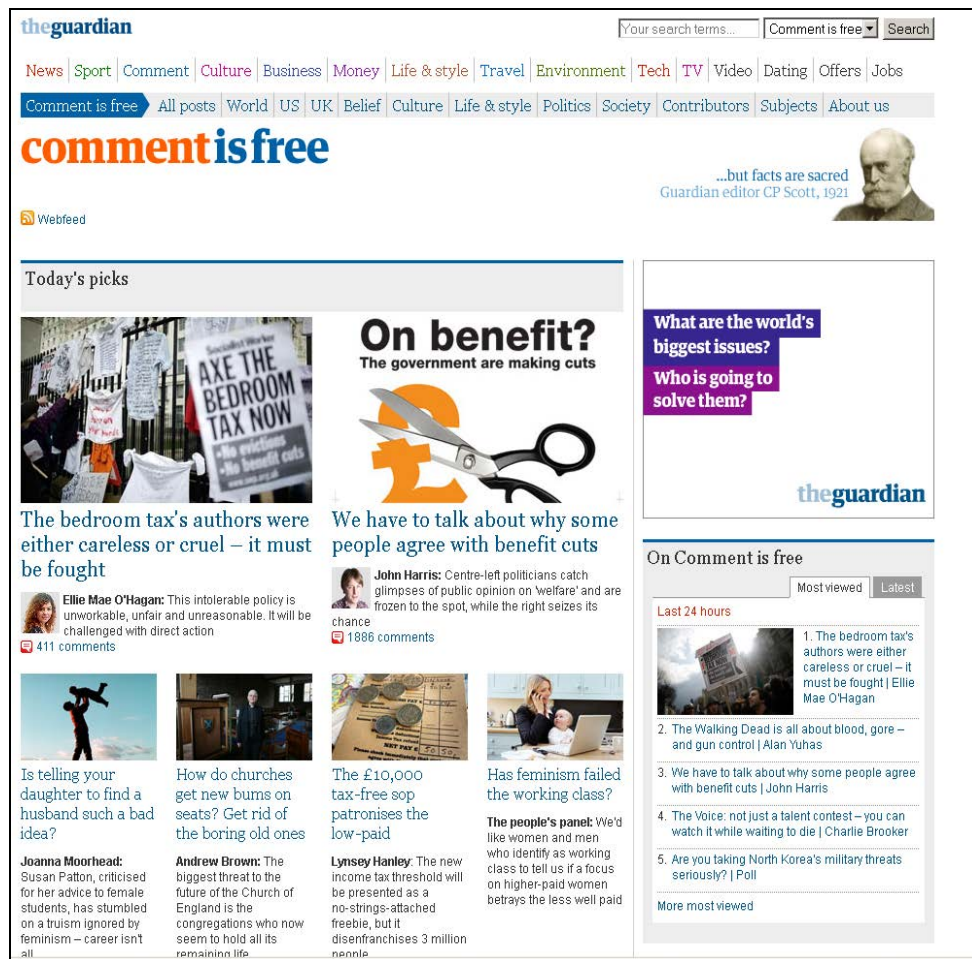 theguardian
Your search terms...
Comment is free
Search
News Sport Comment Culture Business Money Life & style Travel Environment Tech TV Video Dating Offers Jobs
Comment is free All posts World US UK Belief Culture Life & style Politics Society Contributors Subjects About us
commentisfree
...but facts are sacred
Guardian editor CP Scott, 1921
Webfeed
Today's picks
Socialist Worker
AXE THE
BEDROOM
TAX NOW
No evictions
No benefit cuts
On benefit?
The government are making cuts
The bedroom tax's authors were
either careless or cruel – it must
be fought
Ellie Mae O'Hagan: This intolerable policy is
unworkable, unfair and unreasonable. It will be
challenged with direct action
411 comments
We have to talk about why some
people agree with benefit cuts
John Harris: Centre-left politicians catch
glimpses of public opinion on 'welfare' and are
frozen to the spot, while the right seizes its
chance
1886 comments
Is telling your
daughter to find a
husband such a bad
idea?
Joanna Moorhead:
Susan Patton, criticised
for her advice to female
students, has stumbled
on a truism ignored by
feminism – career isn't
all
How do churches
get new bums on
seats? Get rid of
the boring old ones
Andrew Brown: The
biggest threat to the
future of the Church of
England is the
congregations who now
seem to hold all its
remaining life
NET PAY £
The £10,000
tax-free sop
patronises the
low-paid
Lynsey Hanley: The new
income tax threshold will
be presented as a
no-strings-attached
freebie, but it
disenfranchises 3 million
people
Has feminism failed
the working class?
The people's panel: We'd
like women and men
who identify as working
class to tell us if a focus
on higher-paid women
betrays the less well paid
What are the world's
biggest issues?
Who is going to
solve them?
theguardian
On Comment is free
Most viewed Latest
Last 24 hours
1. The bedroom tax's
authors were either
careless or cruel – it
must be fought | Ellie
Mae O'Hagan
2. The Walking Dead is all about blood, gore –
and gun control | Alan Yuhas
3. We have to talk about why some people agree
with benefit cuts | John Harris
4. The Voice: not just a talent contest – you can
watch it while waiting to die | Charlie Brooker
5. Are you taking North Korea's military threats
seriously? | Poll
More most viewed